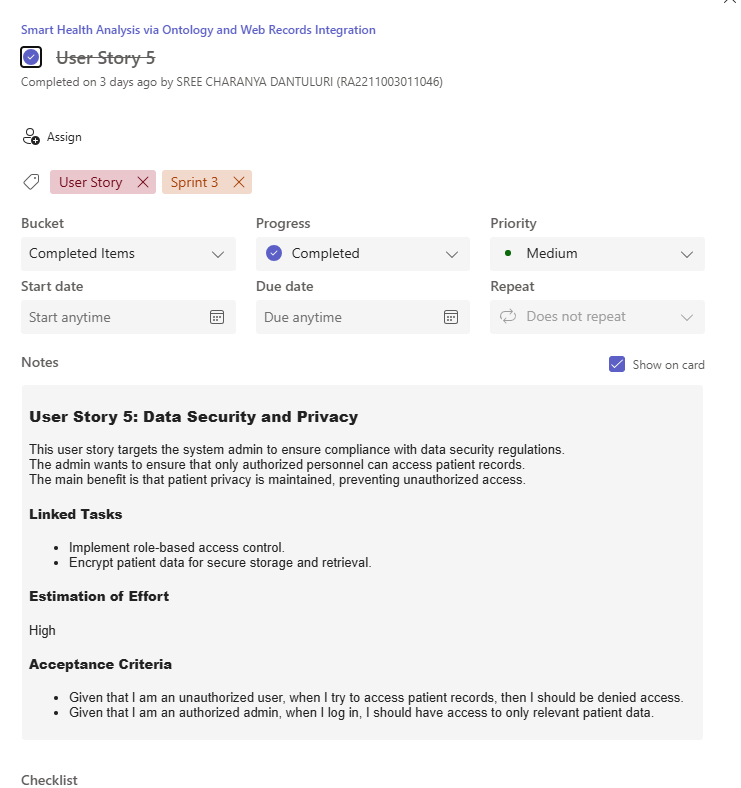 Smart Health Analysis via Ontology and Web Records Integration
User Story 5
Completed on 3 days ago by SREE CHARANYA DANTULURI (RA2211003011046)
Assign
User Story Sprint 3
Bucket Progress Priority
Completed Items Completed Medium
Start date Due date Repeat
Start anytime Due anytime Does not repeat
Notes Show on card
User Story 5: Data Security and Privacy
This user story targets the system admin to ensure compliance with data security regulations.
The admin wants to ensure that only authorized personnel can access patient records.
The main benefit is that patient privacy is maintained, preventing unauthorized access.
Linked Tasks
• Implement role-based access control.
• Encrypt patient data for secure storage and retrieval.
Estimation of Effort
High
Acceptance Criteria
• Given that I am an unauthorized user, when I try to access patient records, then I should be denied access.
• Given that I am an authorized admin, when I log in, I should have access to only relevant patient data.
Checklist